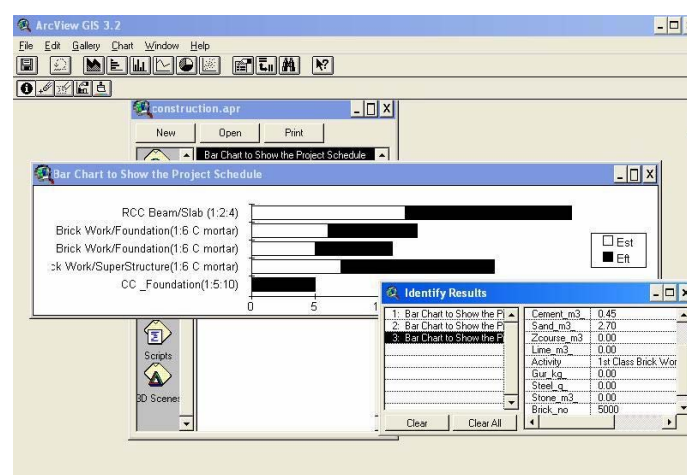 ArcView GIS 3.2
File Edit Gallery Chart Window Help
construction.apr
New Open Print
Bar Chart to Show the Project Schedule
Bar Chart to Show the Project Schedule
RCC Beam/Slab (1:2:4)
Brick Work/Foundation(1:6 C mortar)
Brick Work/Foundation(1:6 C mortar)
Work/SuperStructure(1:6 C mortar)
CC _Foundation(1:5:10)
0 5 1
Est
Eft
Identify Results
1: Bar Chart to Show the P
2: Bar Chart to Show the P
3: Bar Chart to Show the P
Cement_m3_ 0.45
Sand_m3_ 2.70
Zcourse_m3 0.00
Lime_m3_ 0.00
Activity 1st Class Brick Wor
Gur_kg_ 0.00
Steel_q_ 0.00
Stone_m3_ 0.00
Brick_no 5000
Clear Clear All
Scripts
3D Scenes